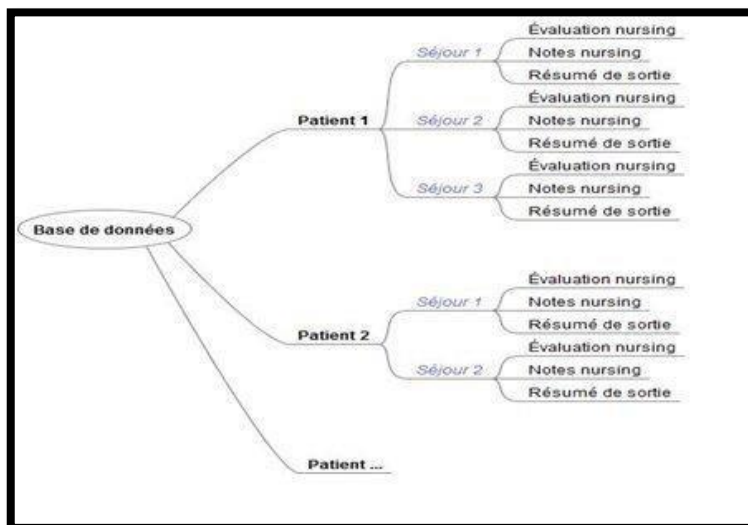 Base de données
Patient 1
Séjour 1
Évaluation nursing
Notes nursing
Résumé de sortie
Séjour 2
Évaluation nursing
Notes nursing
Résumé de sortie
Séjour 3
Évaluation nursing
Notes nursing
Résumé de sortie
Patient 2
Séjour 1
Évaluation nursing
Notes nursing
Résumé de sortie
Séjour 2
Évaluation nursing
Notes nursing
Résumé de sortie
Patient ...